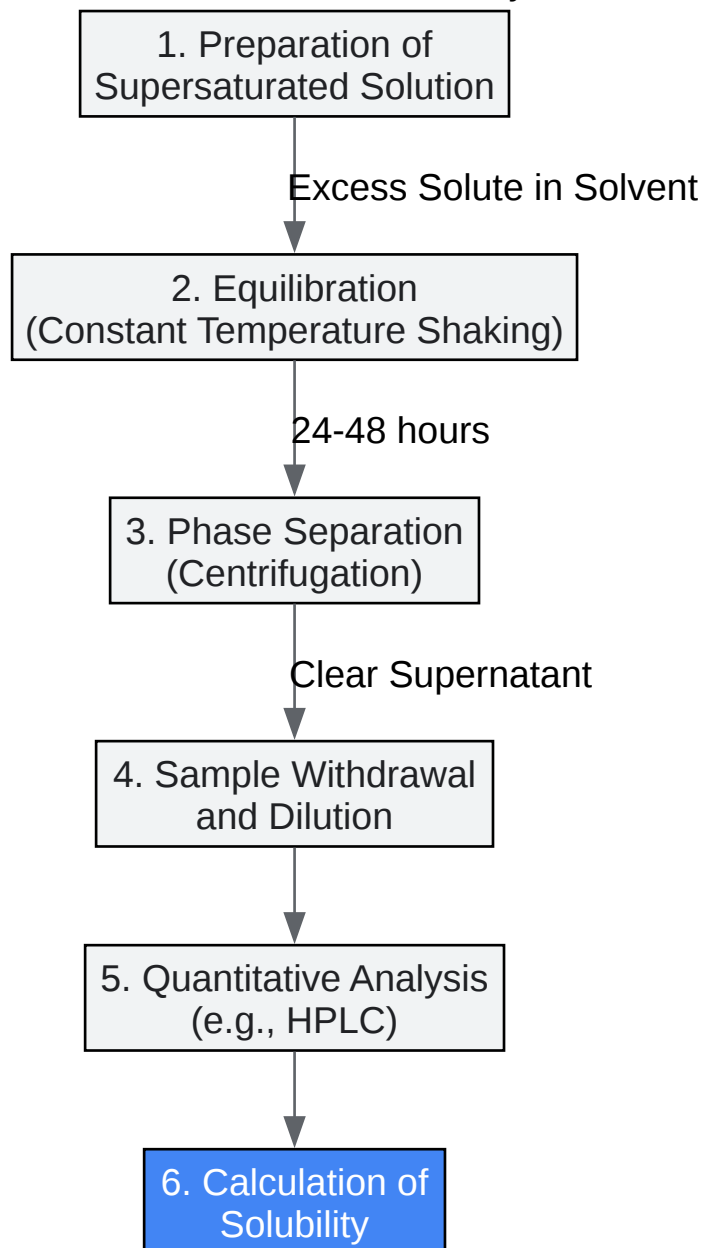 1. Preparation of
Supersaturated Solution
Excess Solute in Solvent
2. Equilibration
(Constant Temperature Shaking)
24-48 hours
3. Phase Separation
(Centrifugation)
Clear Supernatant
4. Sample Withdrawal
and Dilution
5. Quantitative Analysis
(e.g., HPLC)
6. Calculation of
Solubility